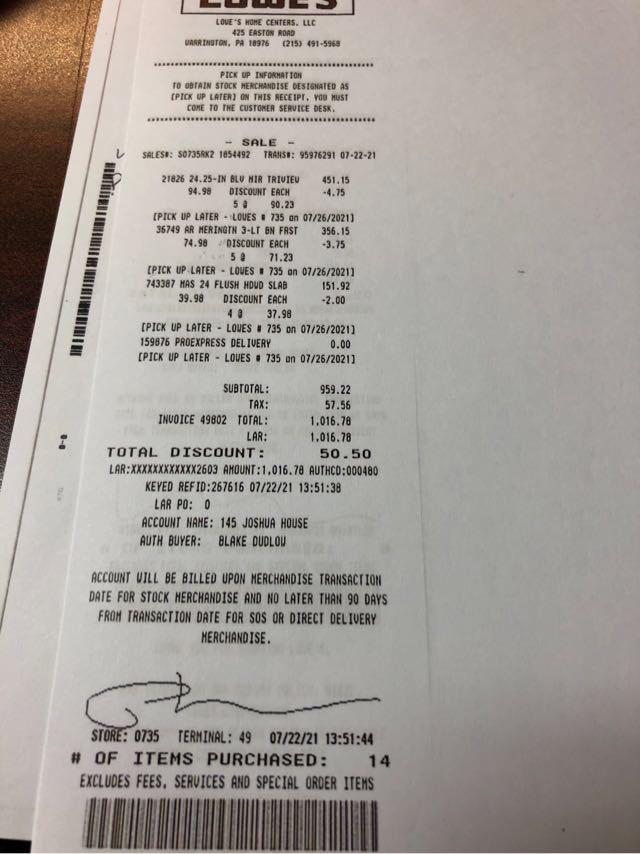 LOWE'S
LOWE'S HOME CENTERS, LLC
425 EASTON ROAD
WARRINGTON, PA 18976 (215) 491-5968
PICK UP INFORMATION
TO OBTAIN STOCK MERCHANDISE DESIGNATED AS
[PICK UP LATER] ON THIS RECEIPT, YOU MUST
COME TO THE CUSTOMER SERVICE DESK.
- SALE -
SALES#: S0735RK2 1854492 TRANS#: 95976291 07-22-21
21826 24.25-IN BLV MIR TRIVIEW 451.15
94.98 DISCOUNT EACH -4.75
5 @ 90.23
[PICK UP LATER - LOWES # 735 on 07/26/2021]
36749 AR MERINGTN 3-LT BN FRST 356.15
74.98 DISCOUNT EACH -3.75
5 @ 71.23
[PICK UP LATER - LOWES # 735 on 07/26/2021]
743387 MAS 24 FLUSH HDWD SLAB 151.92
39.98 DISCOUNT EACH -2.00
4 @ 37.98
[PICK UP LATER - LOWES # 735 on 07/26/2021]
159876 PROEXPRESS DELIVERY 0.00
[PICK UP LATER - LOWES # 735 on 07/26/2021]
SUBTOTAL: 959.22
TAX: 57.56
INVOICE 49802 TOTAL: 1,016.78
LAR: 1,016.78
TOTAL DISCOUNT: 50.50
LAR:XXXXXXXXXXXX2603 AMOUNT:1,016.78 AUTHCD:000480
KEYED REFID:267616 07/22/21 13:51:38
LAR PO: 0
ACCOUNT NAME: 145 JOSHUA HOUSE
AUTH BUYER: BLAKE DUDLOW
ACCOUNT WILL BE BILLED UPON MERCHANDISE TRANSACTION
DATE FOR STOCK MERCHANDISE AND NO LATER THAN 90 DAYS
FROM TRANSACTION DATE FOR SOS OR DIRECT DELIVERY
MERCHANDISE.
STORE: 0735 TERMINAL: 49 07/22/21 13:51:44
# OF ITEMS PURCHASED: 14
EXCLUDES FEES, SERVICES AND SPECIAL ORDER ITEMS